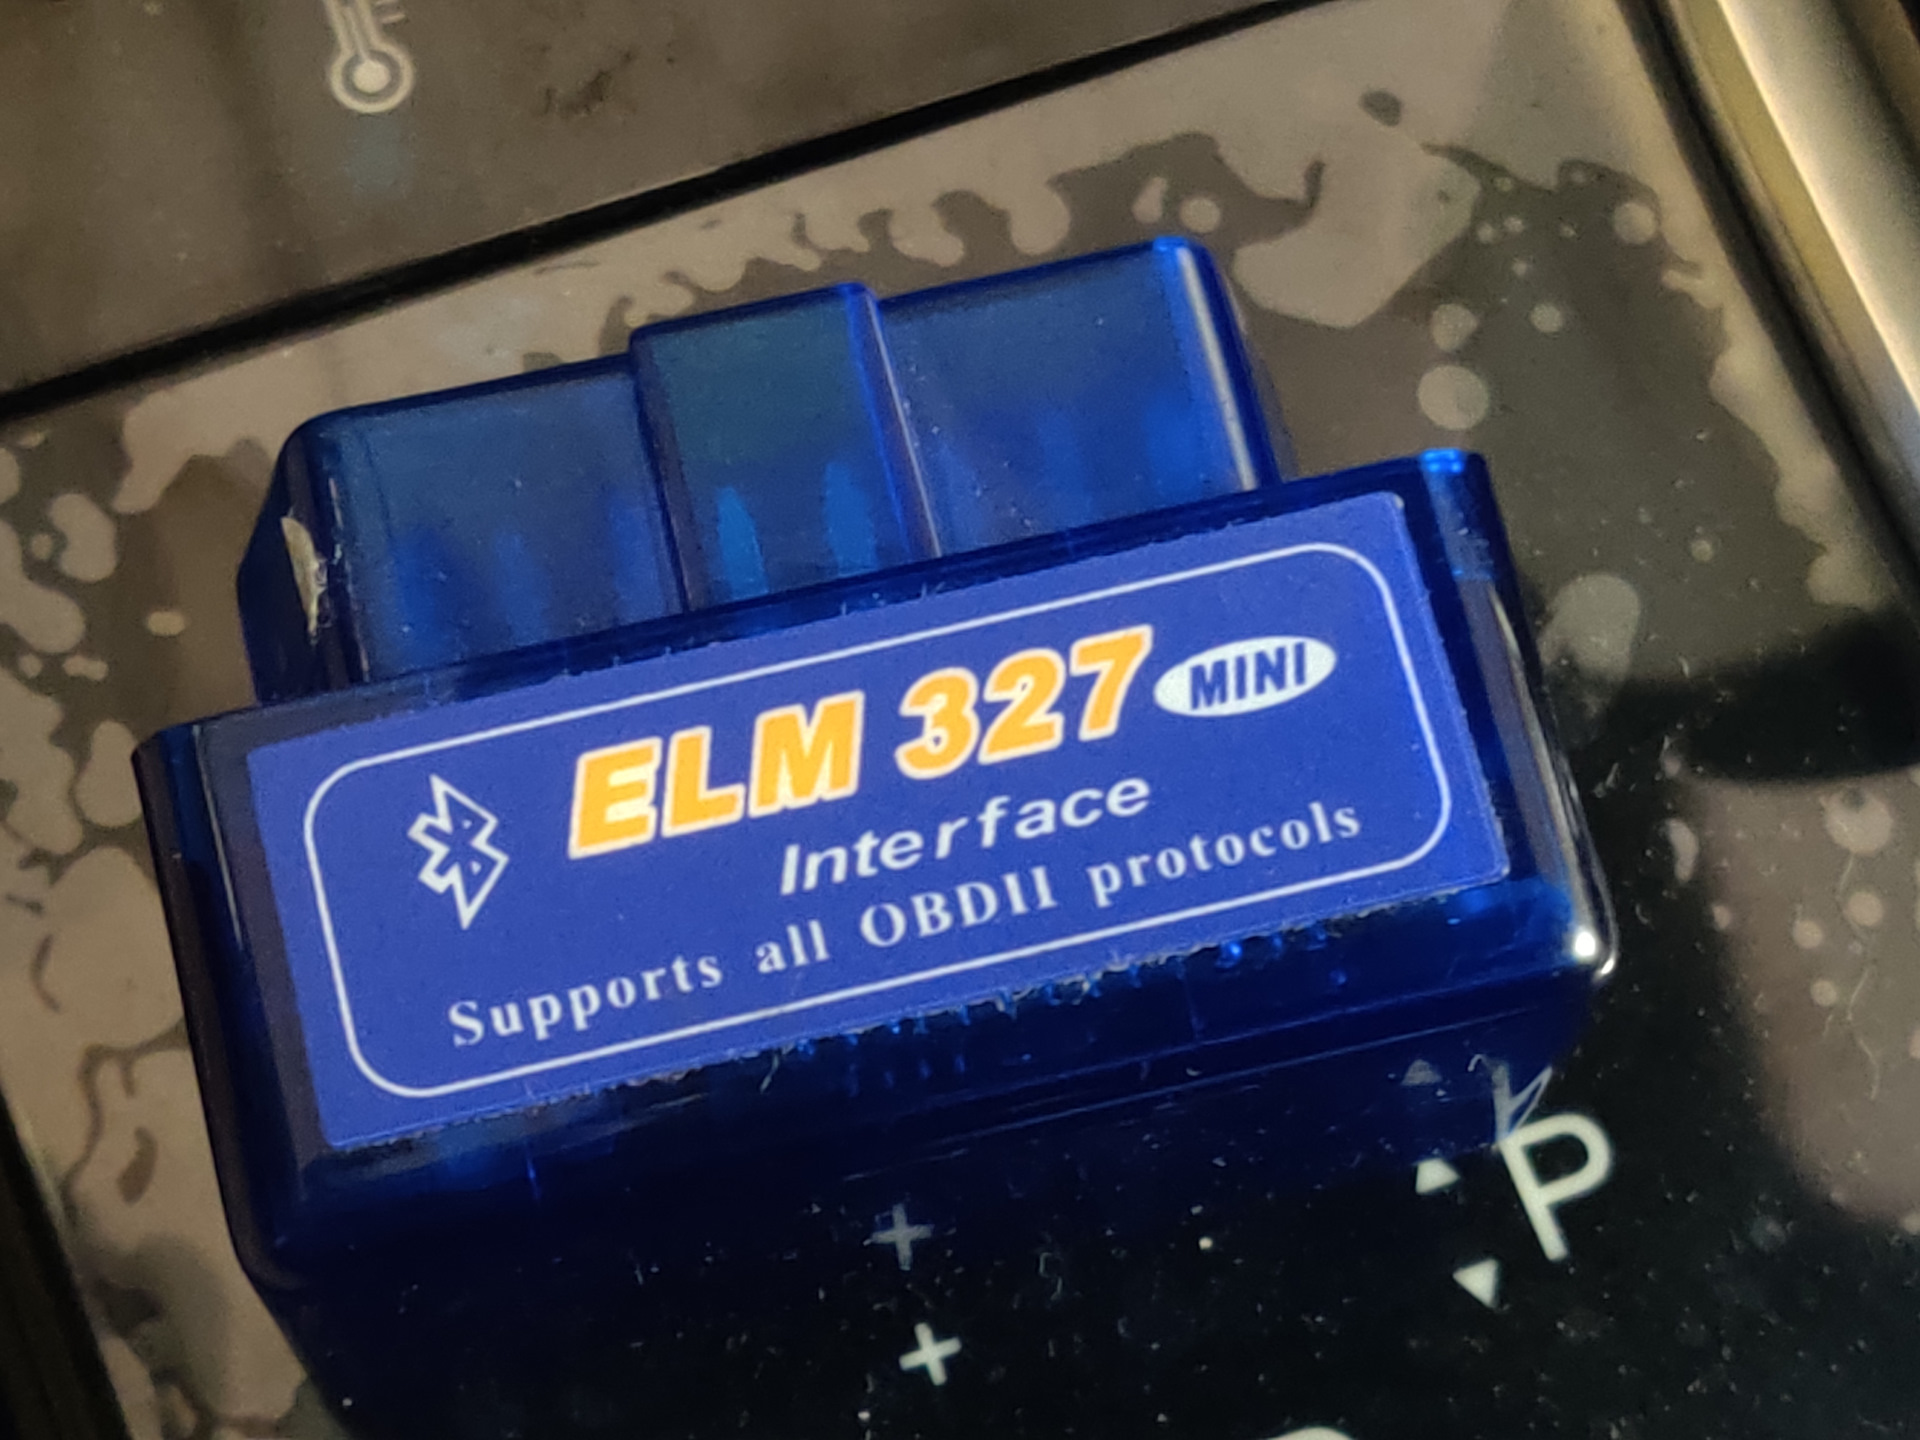 ELM 327 MINI
Interface
Supports all OBDII protocols
+
P
+